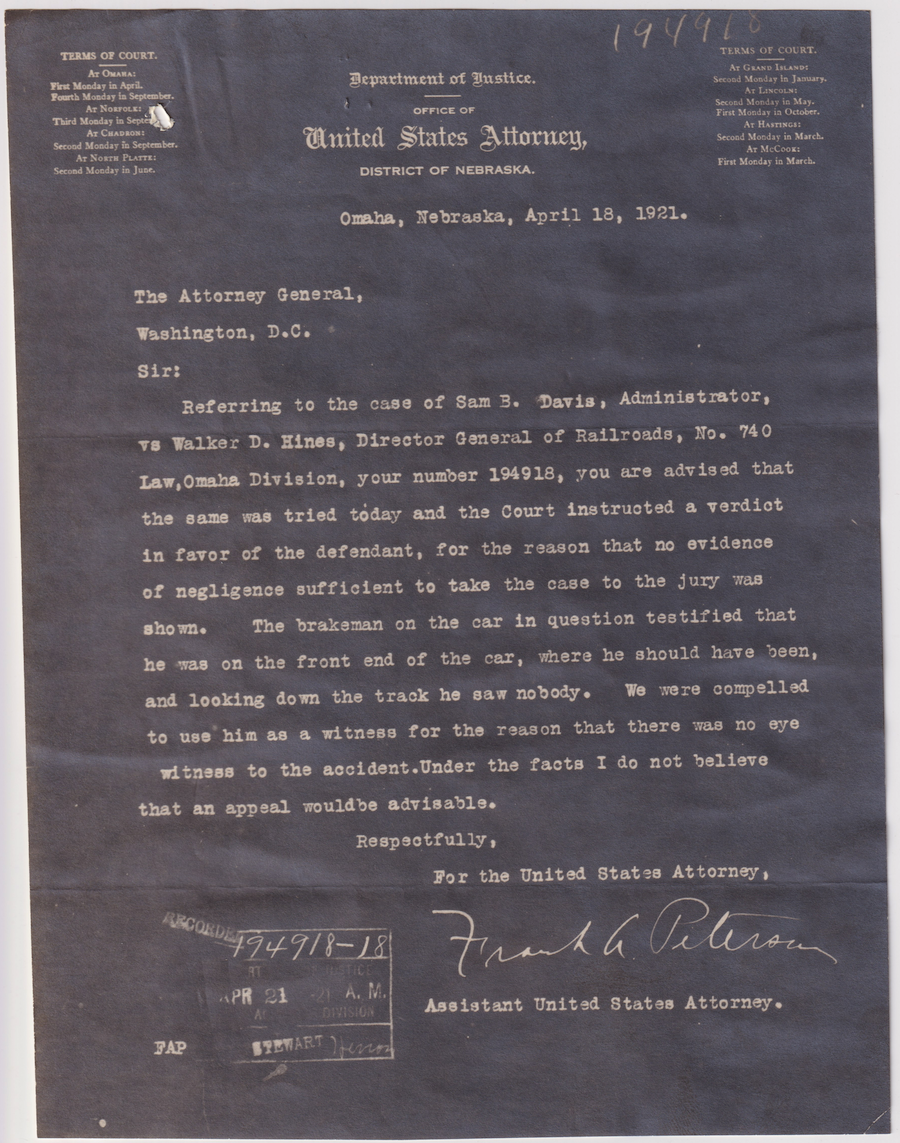 194918
TERMS OF COURT.
AT OMAHA:
First Monday in April.
Fourth Monday in September.
AT NORFOLK:
Third Monday in
AT CHADRON:
Second Monday in September.
AT NORTH PLATTE:
Second Monday in June.
Department of Justice.
OFFICE OF
United States Attorney,
DISTRICT OF NEBRASKA.
TERMS OF COURT.
AT GRAND ISLAND:
Second Monday in January.
AT LINCOLN:
Second Monday in May.
First Monday in October.
AT HASTINGS:
Second Monday in March.
AT MCCOOK:
First Monday in March.
Omaha, Nebraska, April 18, 1921.
The Attorney General,
Washington, D.C.
Sir:
Referring to the case of Sam B. Davis, Administrator,
vs Walker D. Hines, Director General of Railroads, No. 740
Law,Omaha Division, your number 194918, you are advised that
the same was tried today and the Court instructed a verdict
in favor of the defendant, for the reason that no evidence
of negligence sufficient to take the case to the jury was
shown. The brakeman on the car in question testified that
he was on the front end of the car, where he should have been,
and looking down the track he saw nobody. We were compelled
to use him as a witness for the reason that there was no eye
witness to the accident.Under the facts I do not believe
that an appeal wouldbe advisable.
Respectfully,
For the United States Attorney,
Frank A. Peterson
Assistant United States Attorney.
RECORDED
194918-18
JUSTICE
APR 21 A. M.
DIVISION
STEWART
FAP